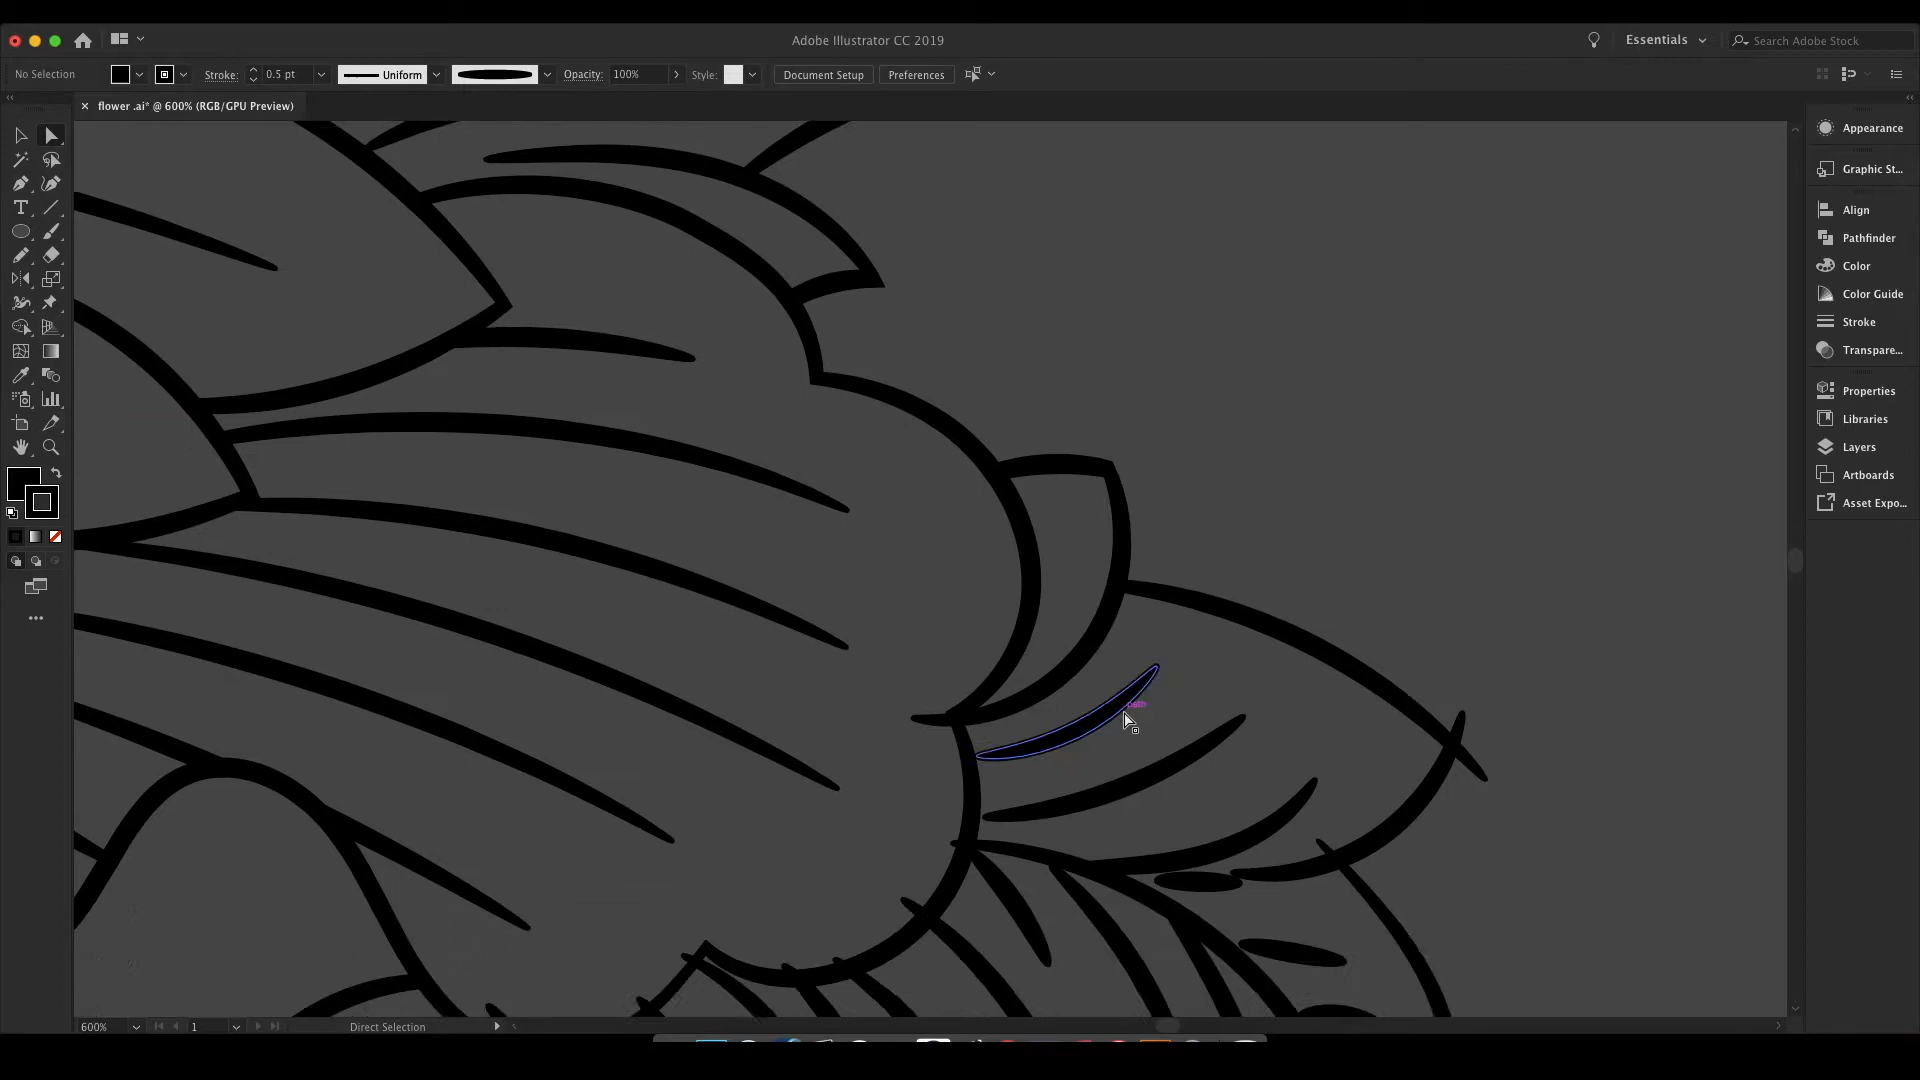 Adobe Illustrator CC 2019
Essentials
Search Adobe Stock
No Selection
Stroke:
0.5 pt
Uniform
Opacity:
100%
Style:
Document Setup
Preferences
flower .ai* @ 600% (RGB/GPU Preview)
Appearance
Graphic St...
Align
Pathfinder
Color
Color Guide
Stroke
Transpare...
Properties
Libraries
Layers
Artboards
Asset Expo...
path
600%
1
Direct Selection